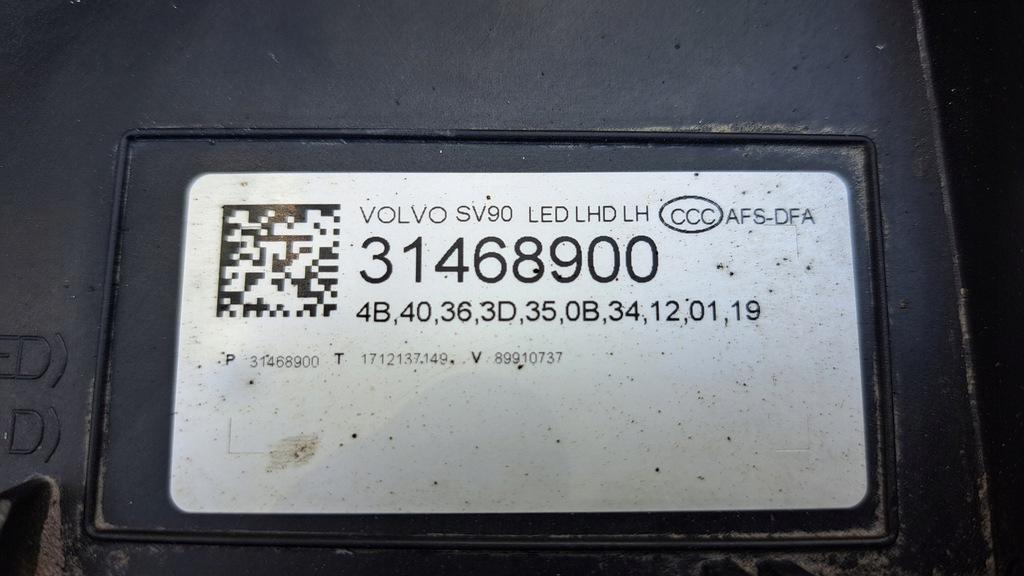 VOLVO SV90 LED LHD LH CCC AFS-DFA
31468900
4B,40,36,3D,35,0B,34,12,01,19
P 31468900 T 1712137149 V 89910737
ED)
D)